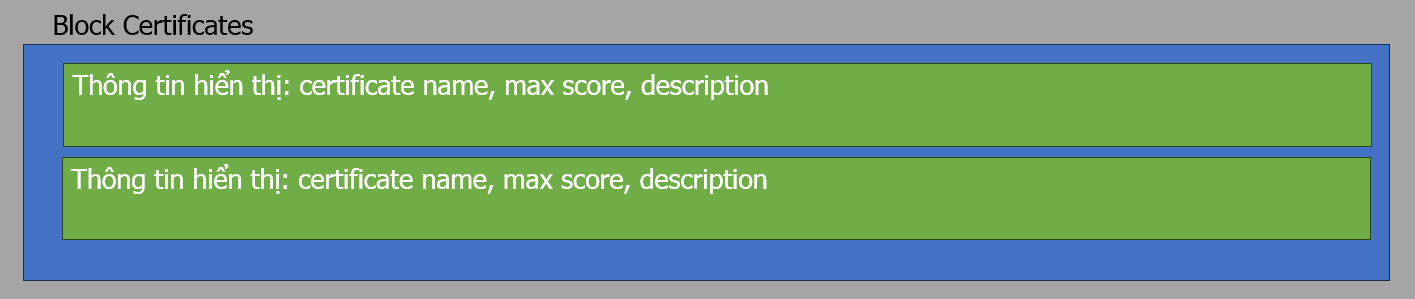 Block Certificates
Thông tin hiển thị: certificate name, max score, description
Thông tin hiển thị: certificate name, max score, description